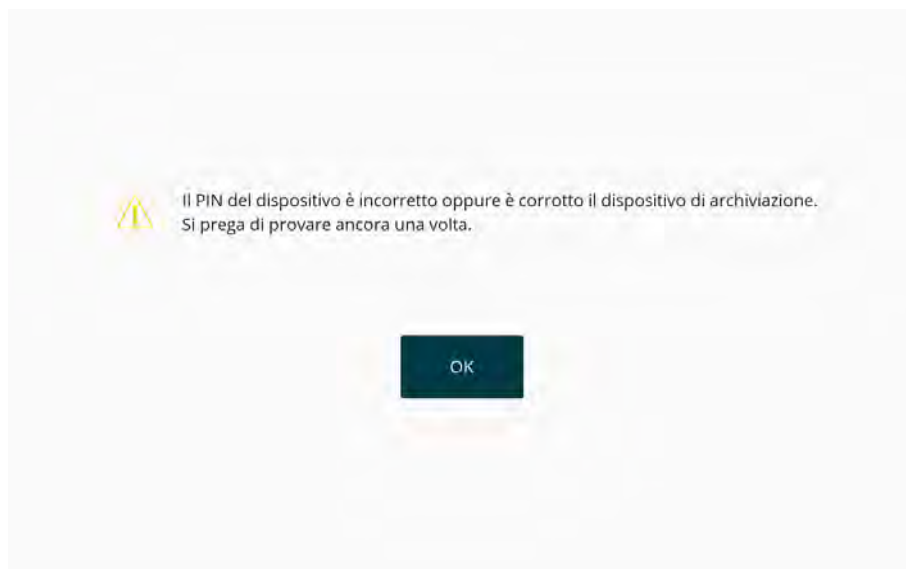 Il PIN del dispositivo è incorretto oppure è corrotto il dispositivo di archiviazione.
Si prega di provare ancora una volta.
OK